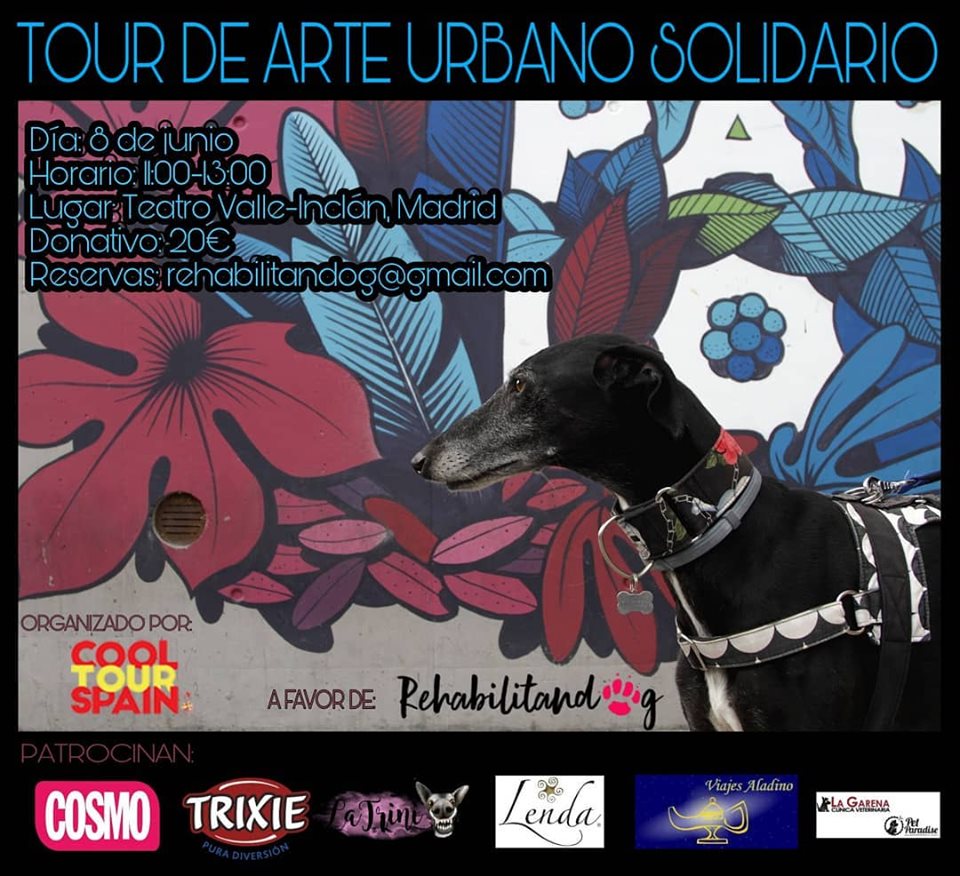 TOUR DE ARTE URBANO SOLIDARIO
Día: 8 de junio
Horario: 11:00-13:00
Lugar: Teatro Valle-Inclán, Madrid
Donativo: 20€
Reservas: rehabilitandog@gmail.com
ORGANIZADO POR:
COOL
TOUR
SPAIN
A FAVOR DE:
Rehabilitandog
PATROCINAN:
COSMO
TRIXIE
PURA DIVERSIÓN
La Trini
Lenda
Viajes Aladino
LA GARENA
CLINICA VETERINARIA
Pet
Paradise